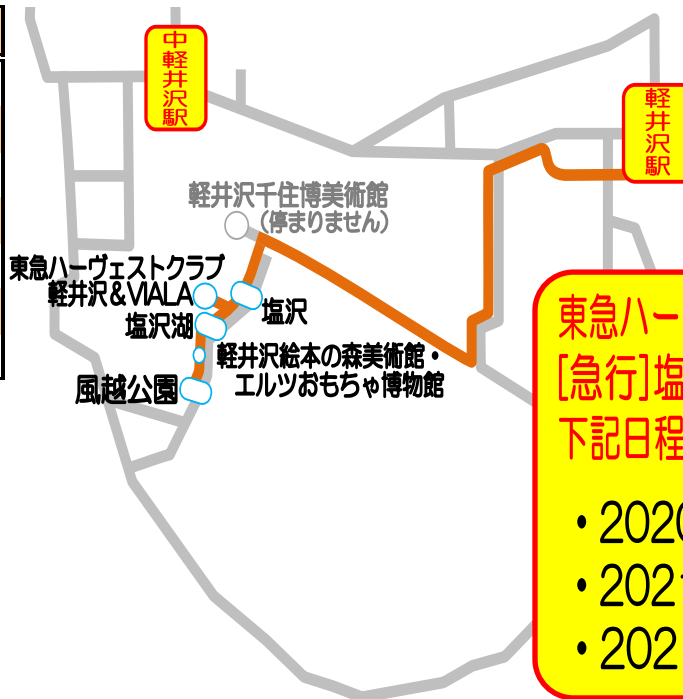 中軽井沢駅
軽井沢駅
軽井沢千住博美術館
(停まりません)
東急ハーヴェストクラブ
軽井沢&VIALA
塩沢
塩沢湖
軽井沢絵本の森美術館・
エルツおもちゃ博物館
風越公園
東急ハー
[急行]塩
下記日程
・202
・202
・202